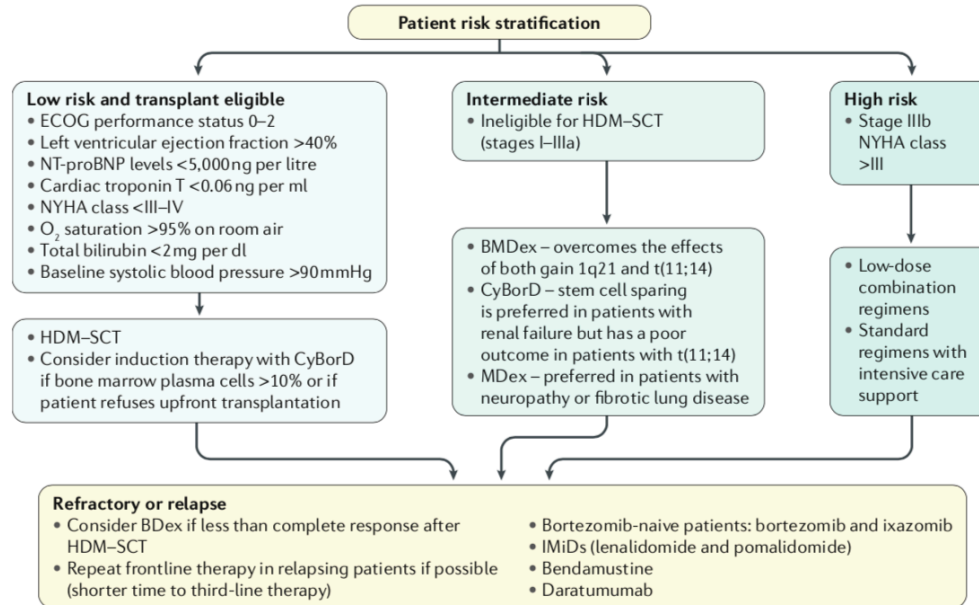 Patient risk stratification
Low risk and transplant eligible
• ECOG performance status 0–2
• Left ventricular ejection fraction >40%
• NT-proBNP levels <5,000 ng per litre
• Cardiac troponin T <0.06 ng per ml
• NYHA class <III–IV
• O₂ saturation >95% on room air
• Total bilirubin <2 mg per dl
• Baseline systolic blood pressure >90 mmHg
• HDM–SCT
• Consider induction therapy with CyBorD
if bone marrow plasma cells >10% or if
patient refuses upfront transplantation
Intermediate risk
• Ineligible for HDM–SCT
(stages I–IIIa)
• BMDex – overcomes the effects
of both gain 1q21 and t(11;14)
• CyBorD – stem cell sparing
is preferred in patients with
renal failure but has a poor
outcome in patients with t(11;14)
• MDex – preferred in patients with
neuropathy or fibrotic lung disease
High risk
• Stage IIIb
NYHA class
>III
• Low-dose
combination
regimens
• Standard
regimens with
intensive care
support
Refractory or relapse
• Consider BDex if less than complete response after
HDM–SCT
• Repeat frontline therapy in relapsing patients if possible
(shorter time to third-line therapy)
• Bortezomib-naive patients: bortezomib and ixazomib
• IMiDs (lenalidomide and pomalidomide)
• Bendamustine
• Daratumumab